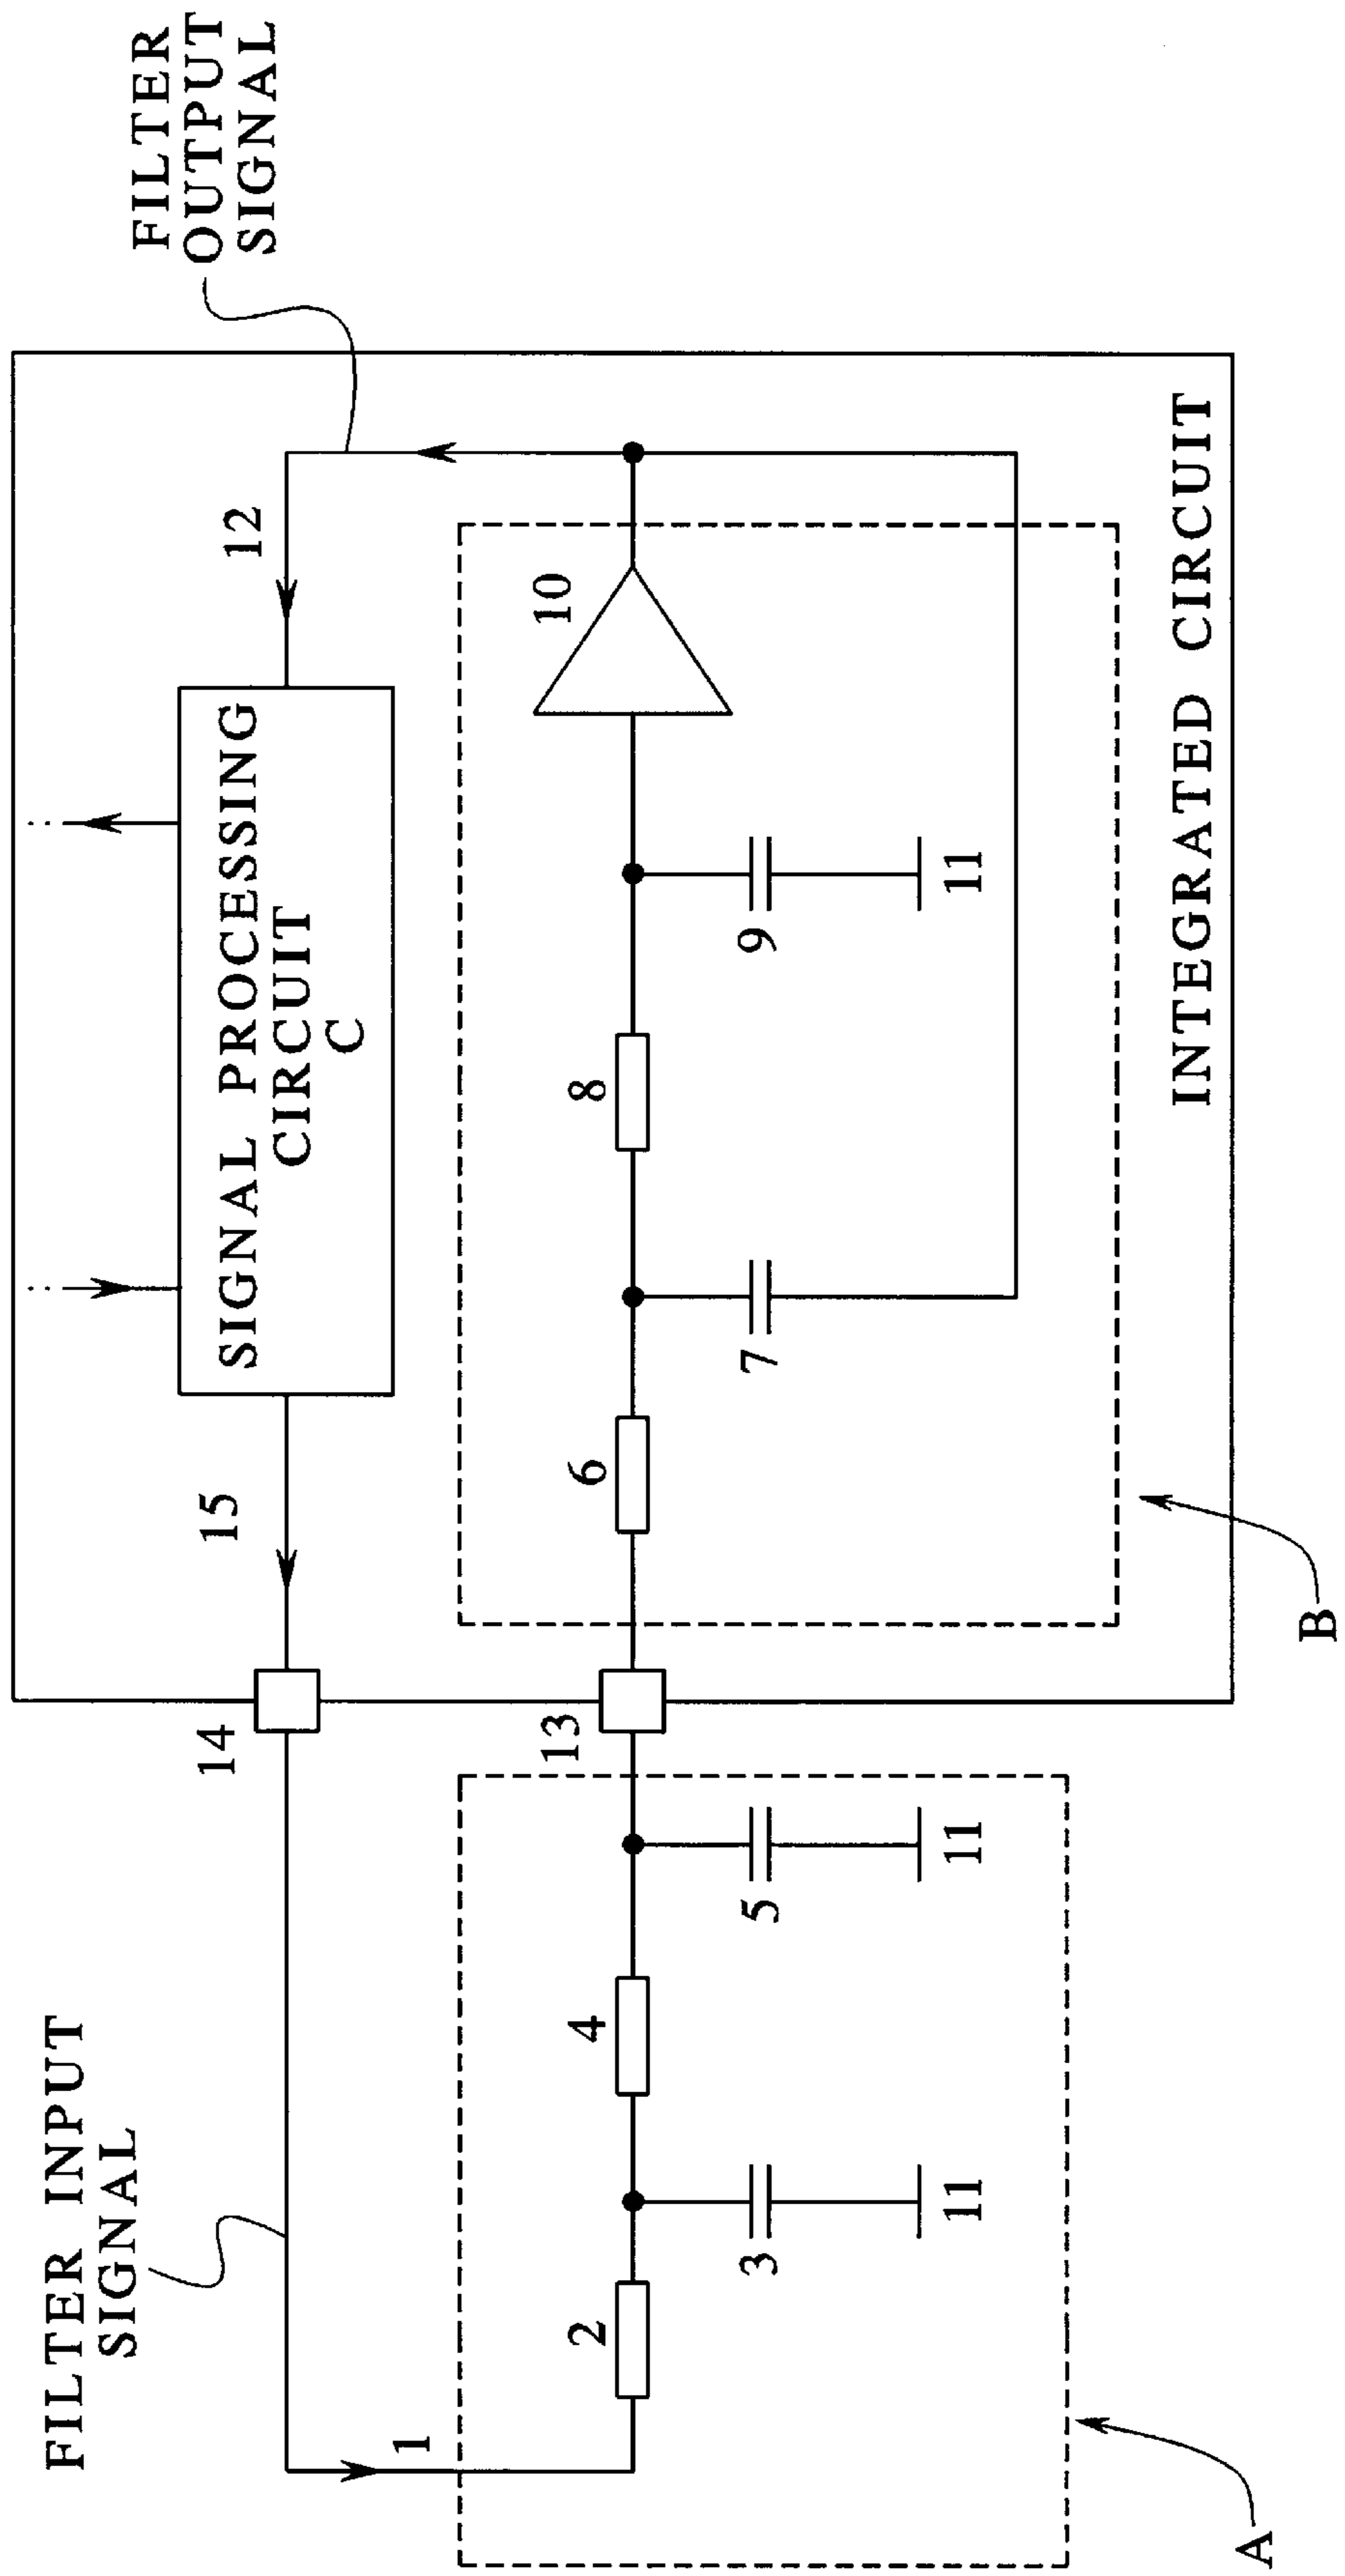 FILTER INPUT
SIGNAL
14
15
SIGNAL PROCESSING
CIRCUIT
C
12
FILTER
OUTPUT
SIGNAL
1
2
4
13
6
8
10
3
5
7
9
11
11
11
A
B
INTEGRATED CIRCUIT